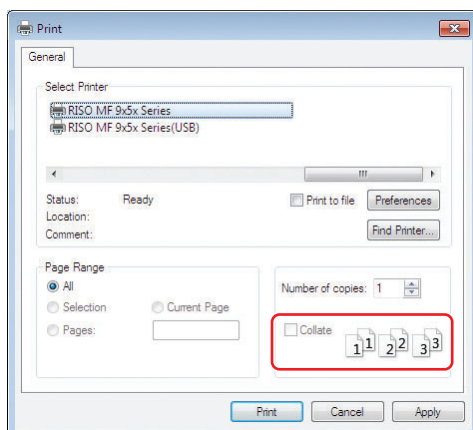 Print
General
Select Printer
RISO MF 9x5x Series
RISO MF 9x5x Series(USB)
Status: Ready Print to file Preferences
Location:
Comment: Find Printer...
Page Range
All
Selection Current Page
Pages:
Number of copies: 1
Collate 1 1 2 2 3 3
Print Cancel Apply